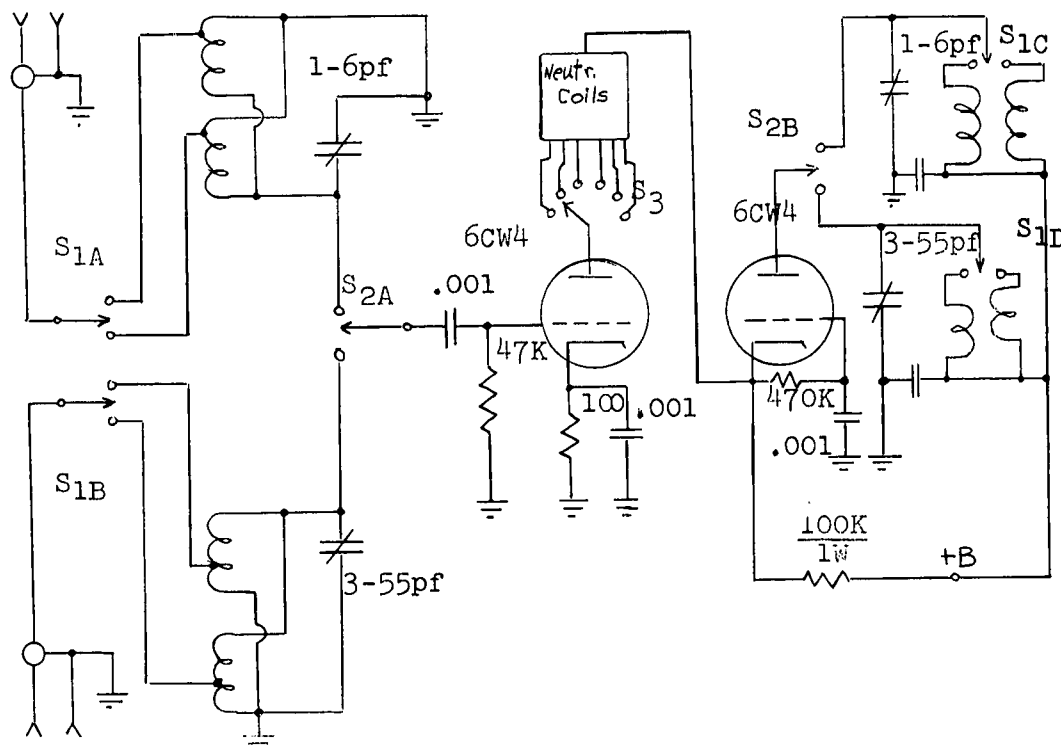 1-6pf
S1A
S2A
S1B
3-55pf
.001
47K
6CW4
100
.001
Neutr.
Coils
S3
S2B
6CW4
1-6pf
S1C
3-55pf
S1D
470K
.001
100K
1W
+B